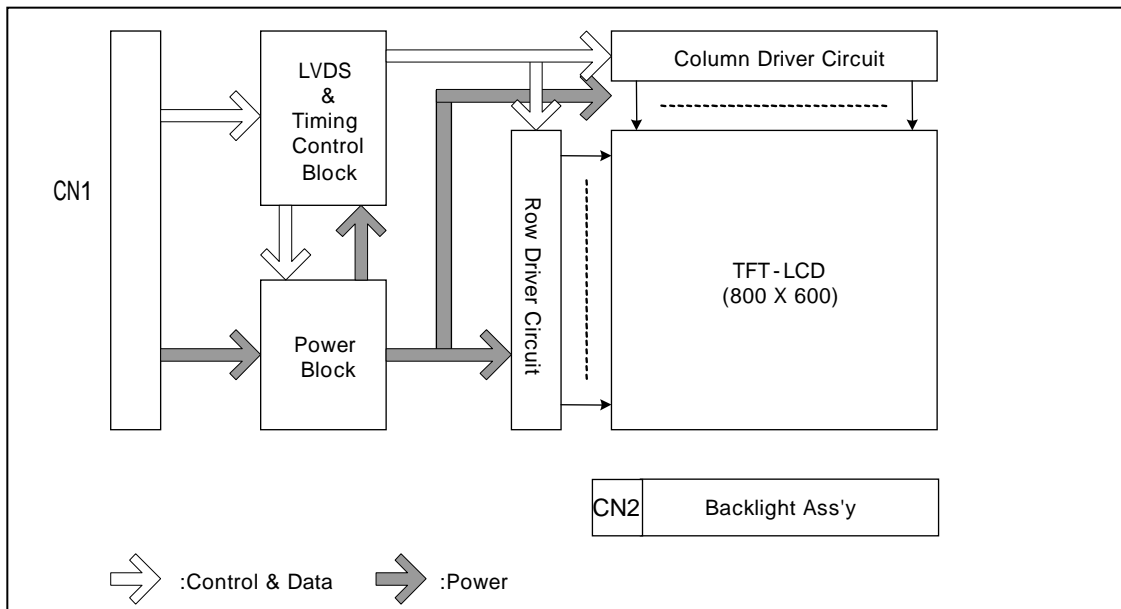 CN1
LVDS
&
Timing
Control
Block
Power
Block
Column Driver Circuit
Row Driver Circuit
TFT-LCD
(800 X 600)
CN2
Backlight Ass'y
:Control & Data
:Power